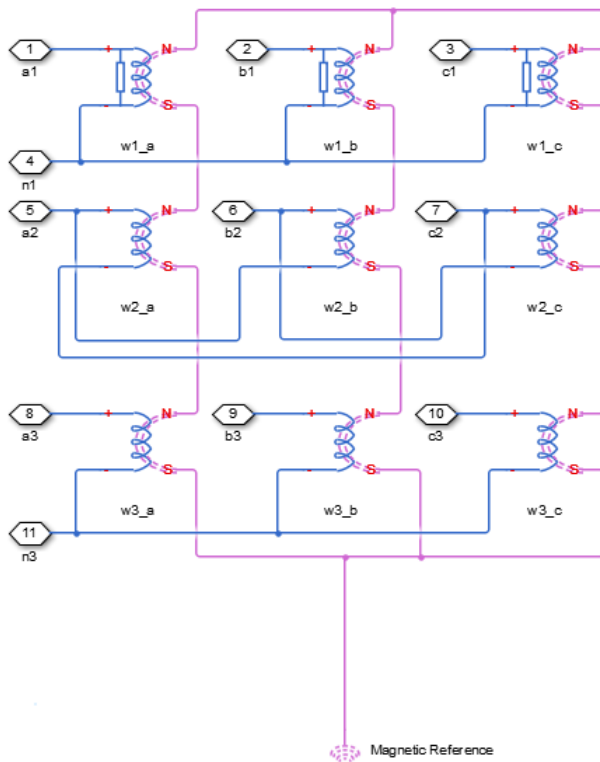 1 + N 2 + N 3 + N
a1 b1 c1
- S - S - S
w1_a w1_b w1_c
4
n1
5 + N 6 + N 7 + N
a2 b2 c2
- S - S - S
w2_a w2_b w2_c
8 + N 9 + N 10 + N
a3 b3 c3
- S - S - S
w3_a w3_b w3_c
11
n3
Magnetic Reference